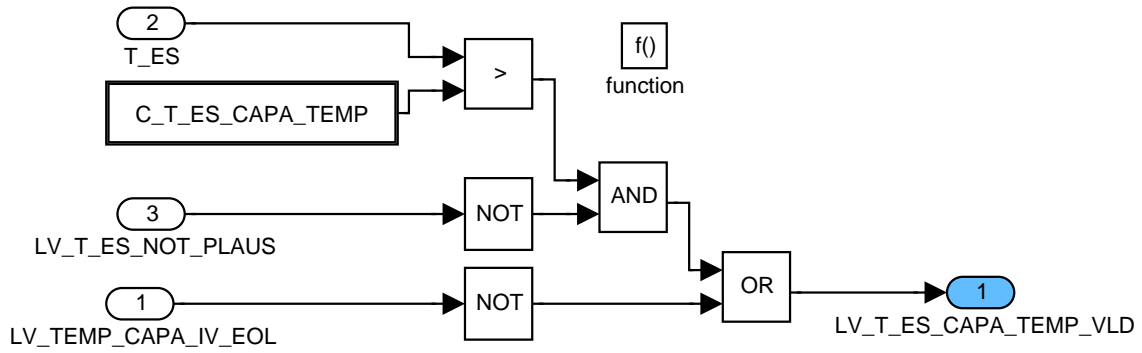 2
T_ES
>
f()
function
C_T_ES_CAPA_TEMP
3
LV_T_ES_NOT_PLAUS
NOT
AND
1
LV_TEMP_CAPA_IV_EOL
NOT
OR
1
LV_T_ES_CAPA_TEMP_VLD